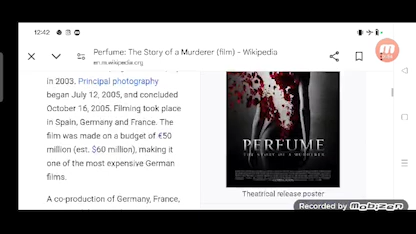 12:42
Perfume: The Story of a Murderer (film) - Wikipedia
en.m.wikipedia.org
in 2003. Principal photography
began July 12, 2005, and concluded
October 16, 2005. Filming took place
in Spain, Germany and France. The
film was made on a budget of €50
million (est. $60 million), making it
one of the most expensive German
films.
A co-production of Germany, France,
PERFUME
THE STORY OF A MURDERER
Theatrical release poster
Recorded by Mobizen